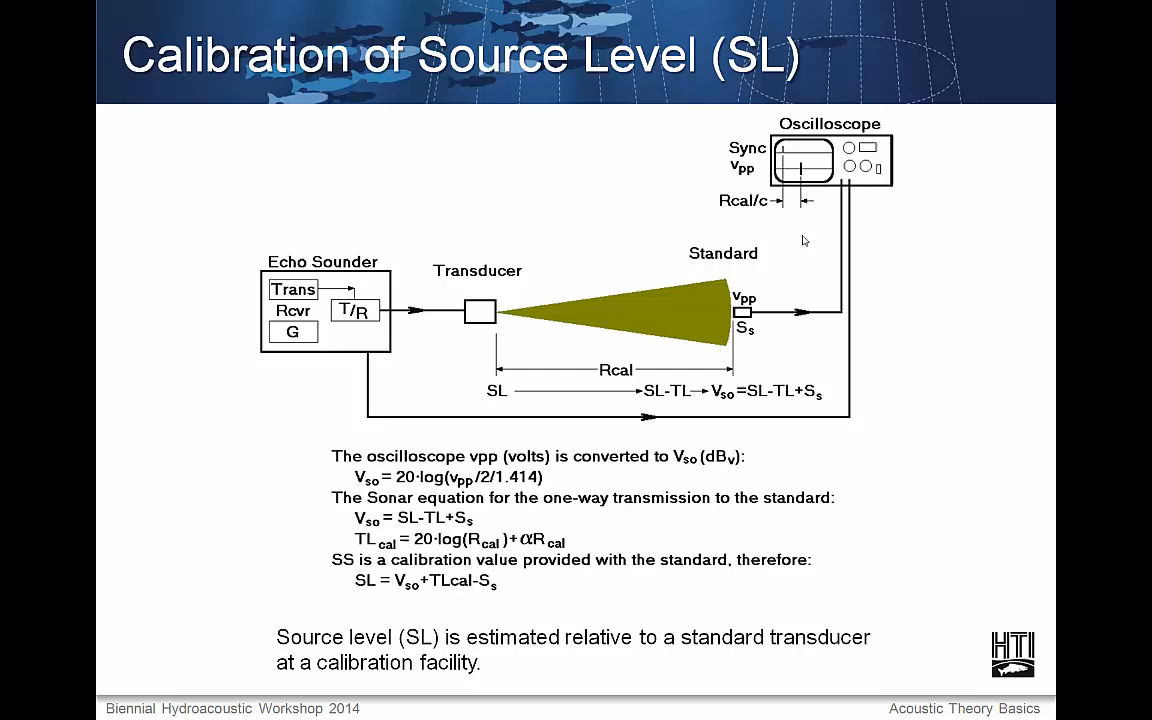 Calibration of Source Level (SL)
Oscilloscope
Sync
vpp
Rcal/c
Standard
Echo Sounder
Transducer
Trans
Rcvr
T/R
G
vpp
Ss
Rcal
SL
SL-TL
Vso=SL-TL+Ss
The oscilloscope vpp (volts) is converted to Vso (dBv):
Vso = 20·log(vpp/2/1.414)
The Sonar equation for the one-way transmission to the standard:
Vso = SL-TL+Ss
TLcal = 20·log(Rcal)+αRcal
SS is a calibration value provided with the standard, therefore:
SL = Vso+TLcal-Ss
Source level (SL) is estimated relative to a standard transducer
at a calibration facility.
HTI
Biennial Hydroacoustic Workshop 2014
Acoustic Theory Basics